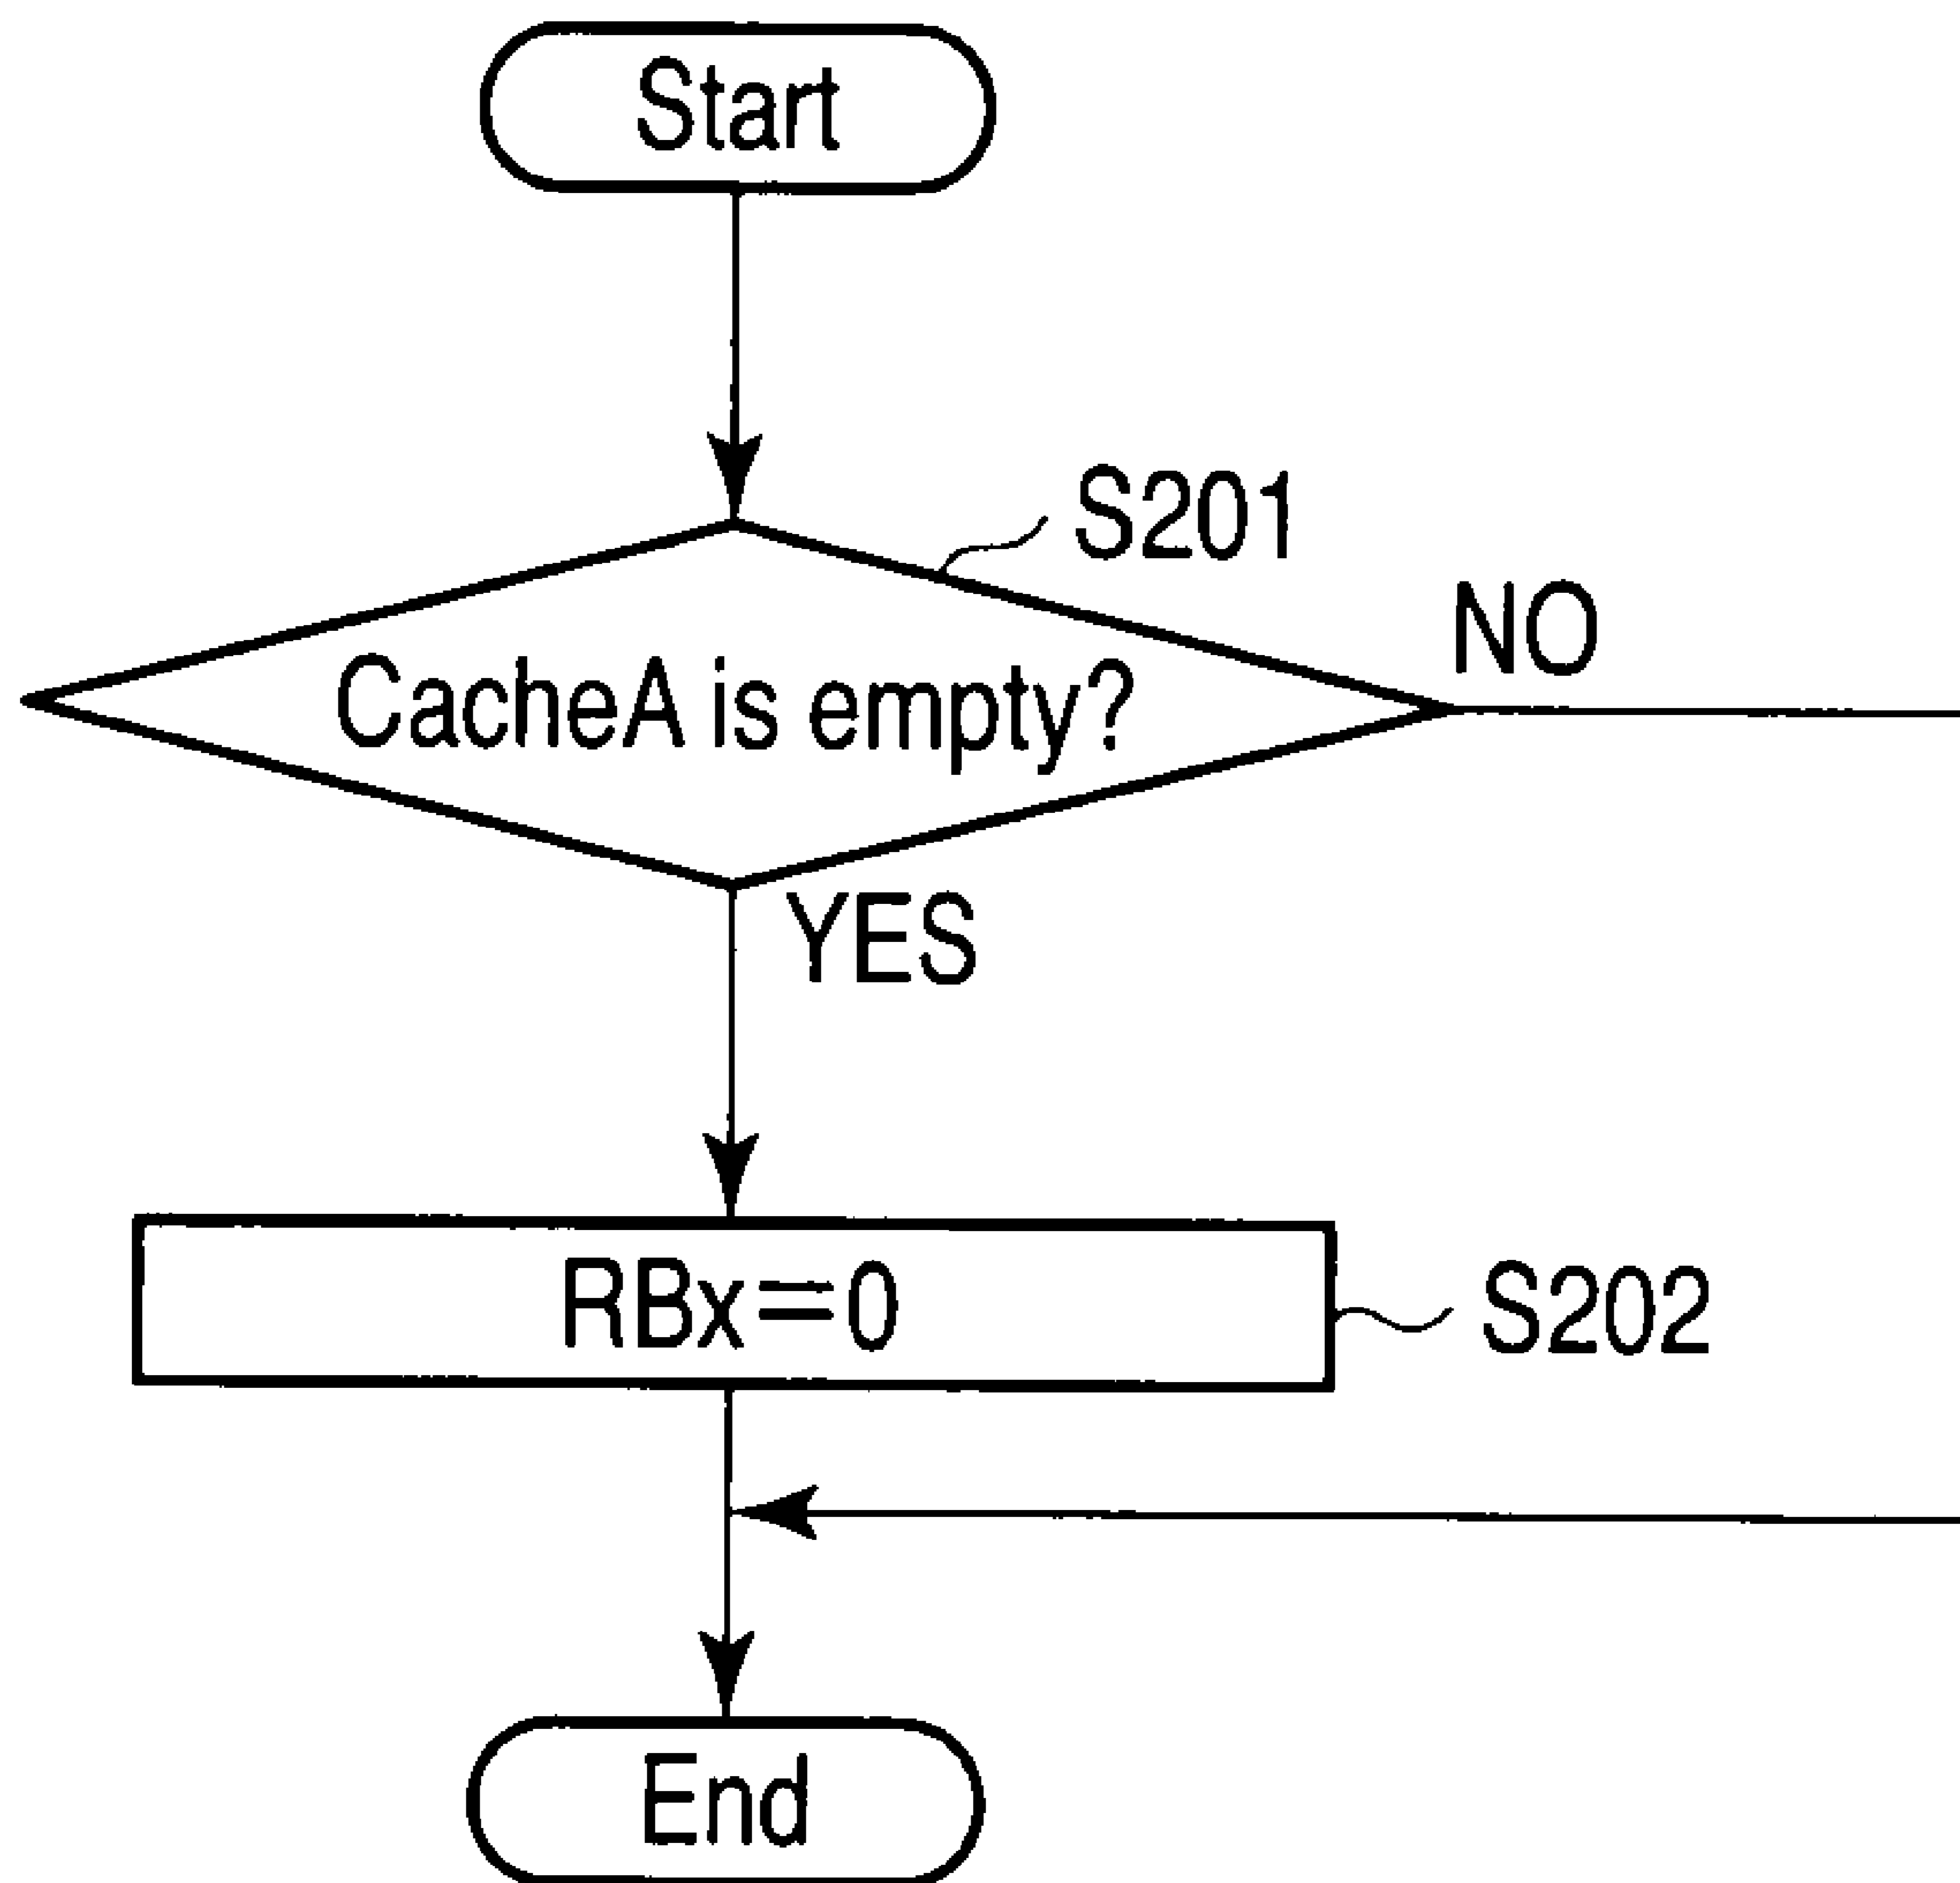 Start
S201
NO
CacheA is empty?
YES
RBx=0
S202
End